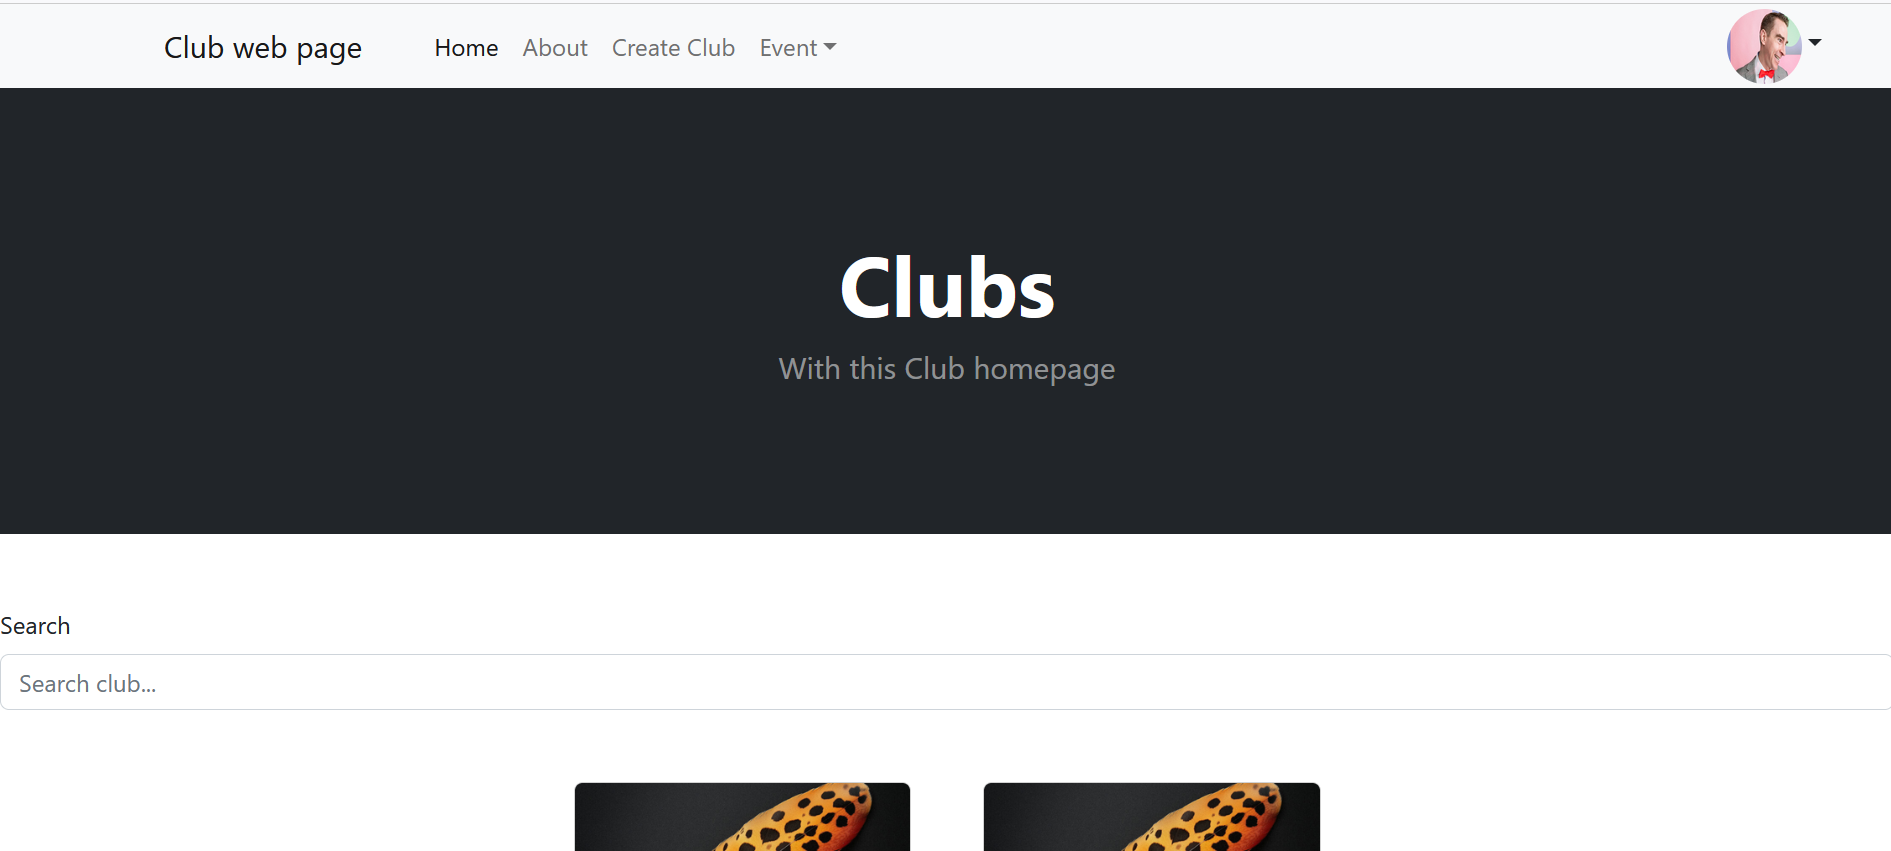 Club web page Home About Create Club Event
Clubs
With this Club homepage
Search
Search club...